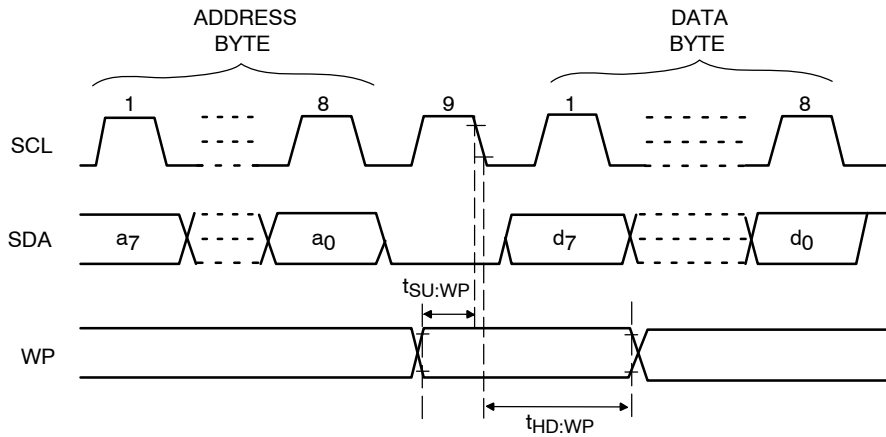 ADDRESS
BYTE
DATA
BYTE
1 8 9 1 8
SCL
SDA a7 a0 d7 d0
tSU:WP
WP
tHD:WP